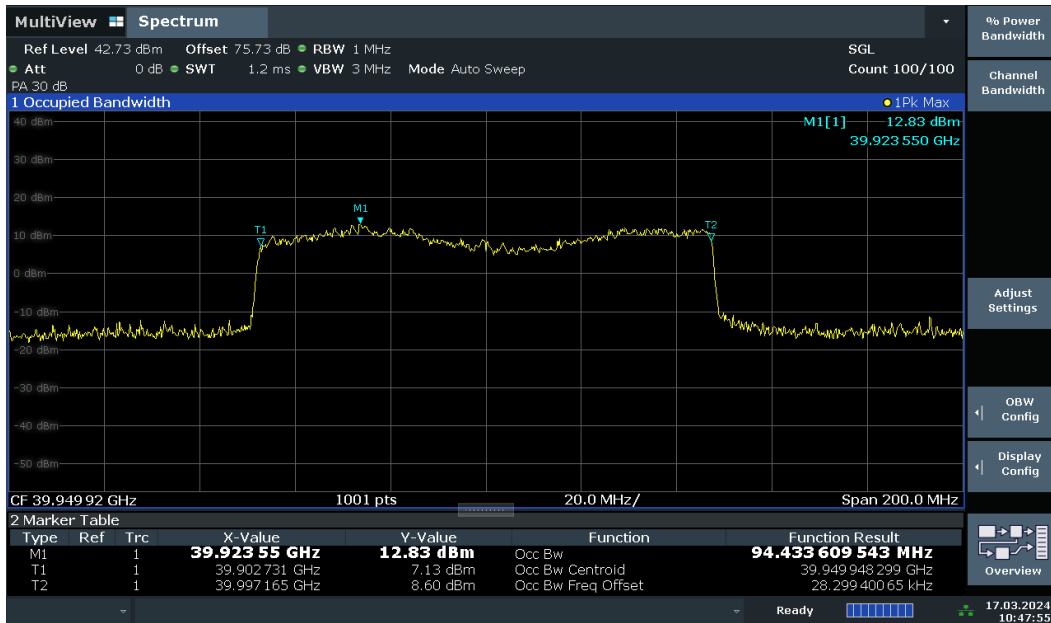 MultiView Spectrum
Ref Level 42.73 dBm Offset 75.73 dB RBW 1 MHz SGL
Att 0 dB SWT 1.2 ms VBW 3 MHz Mode Auto Sweep Count 100/100
PA 30 dB
1 Occupied Bandwidth 1Pk Max
40 dBm M1[1] 12.83 dBm
39.923 550 GHz
30 dBm
20 dBm
M1
T1 T2
10 dBm
0 dBm
-10 dBm
-20 dBm
-30 dBm
-40 dBm
-50 dBm
CF 39.949 92 GHz 1001 pts 20.0 MHz/ Span 200.0 MHz
2 Marker Table
Type Ref Trc X-Value Y-Value Function Function Result
M1 1 39.923 55 GHz 12.83 dBm Occ Bw 94.433 609 543 MHz
T1 1 39.902 731 GHz 7.13 dBm Occ Bw Centroid 39.949 948 299 GHz
T2 1 39.997 165 GHz 8.60 dBm Occ Bw Freq Offset 28.299 400 65 kHz
% Power
Bandwidth
Channel
Bandwidth
Adjust
Settings
OBW
Config
Display
Config
Overview
Ready 17.03.2024
10:47:55